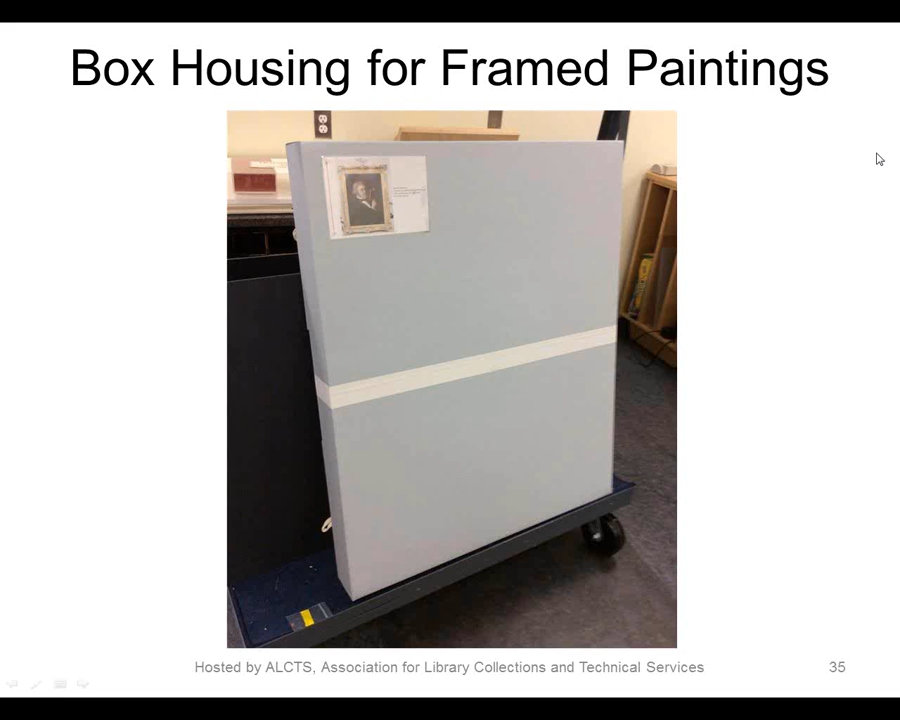 Box Housing for Framed Paintings
Hosted by ALCTS, Association for Library Collections and Technical Services
35